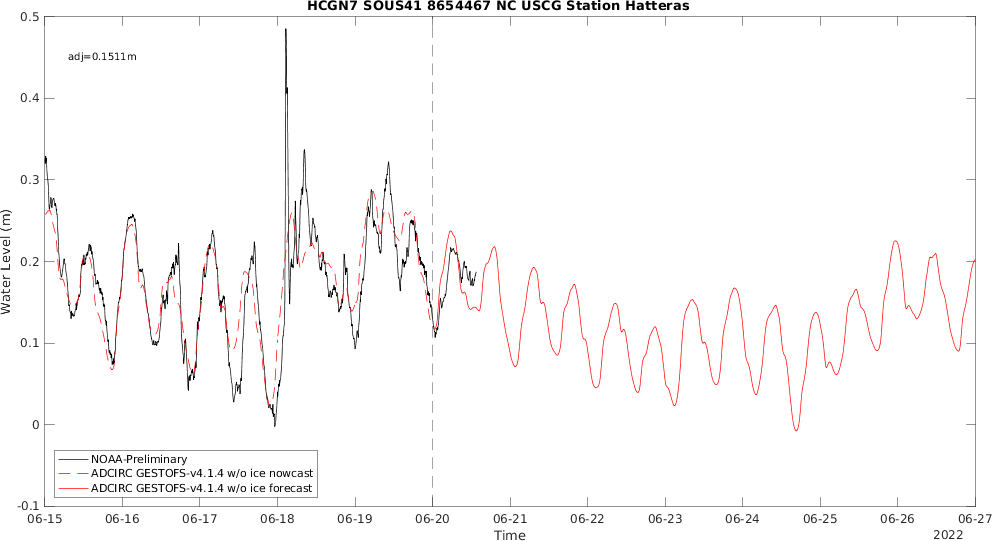 HCGN7 SOUS41 8654467 NC USCG Station Hatteras
adj=0.1511m
0.5
0.4
0.3
0.2
0.1
0
-0.1
Water Level (m)
NOAA-Preliminary
ADCIRC GESTOFS-v4.1.4 w/o ice nowcast
ADCIRC GESTOFS-v4.1.4 w/o ice forecast
06-15 06-16 06-17 06-18 06-19 06-20 06-21 06-22 06-23 06-24 06-25 06-26 06-27
Time
2022